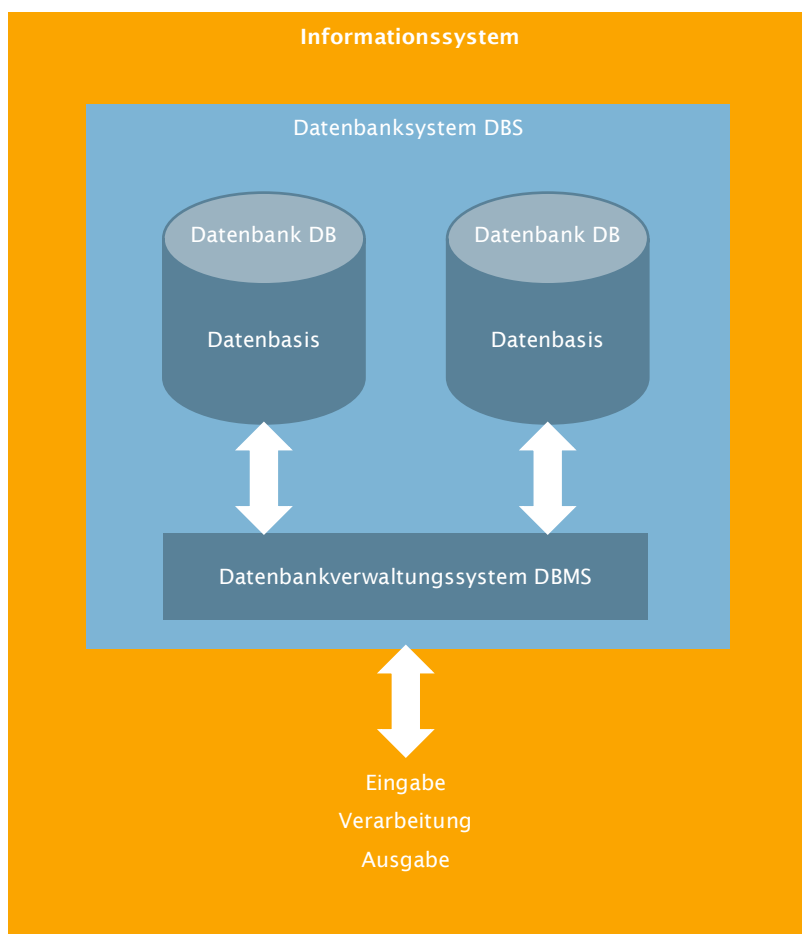 Informationssystem
Datenbanksystem DBS
Datenbank DB
Datenbank DB
Datenbasis
Datenbasis
Datenbankverwaltungssystem DBMS
Eingabe
Verarbeitung
Ausgabe